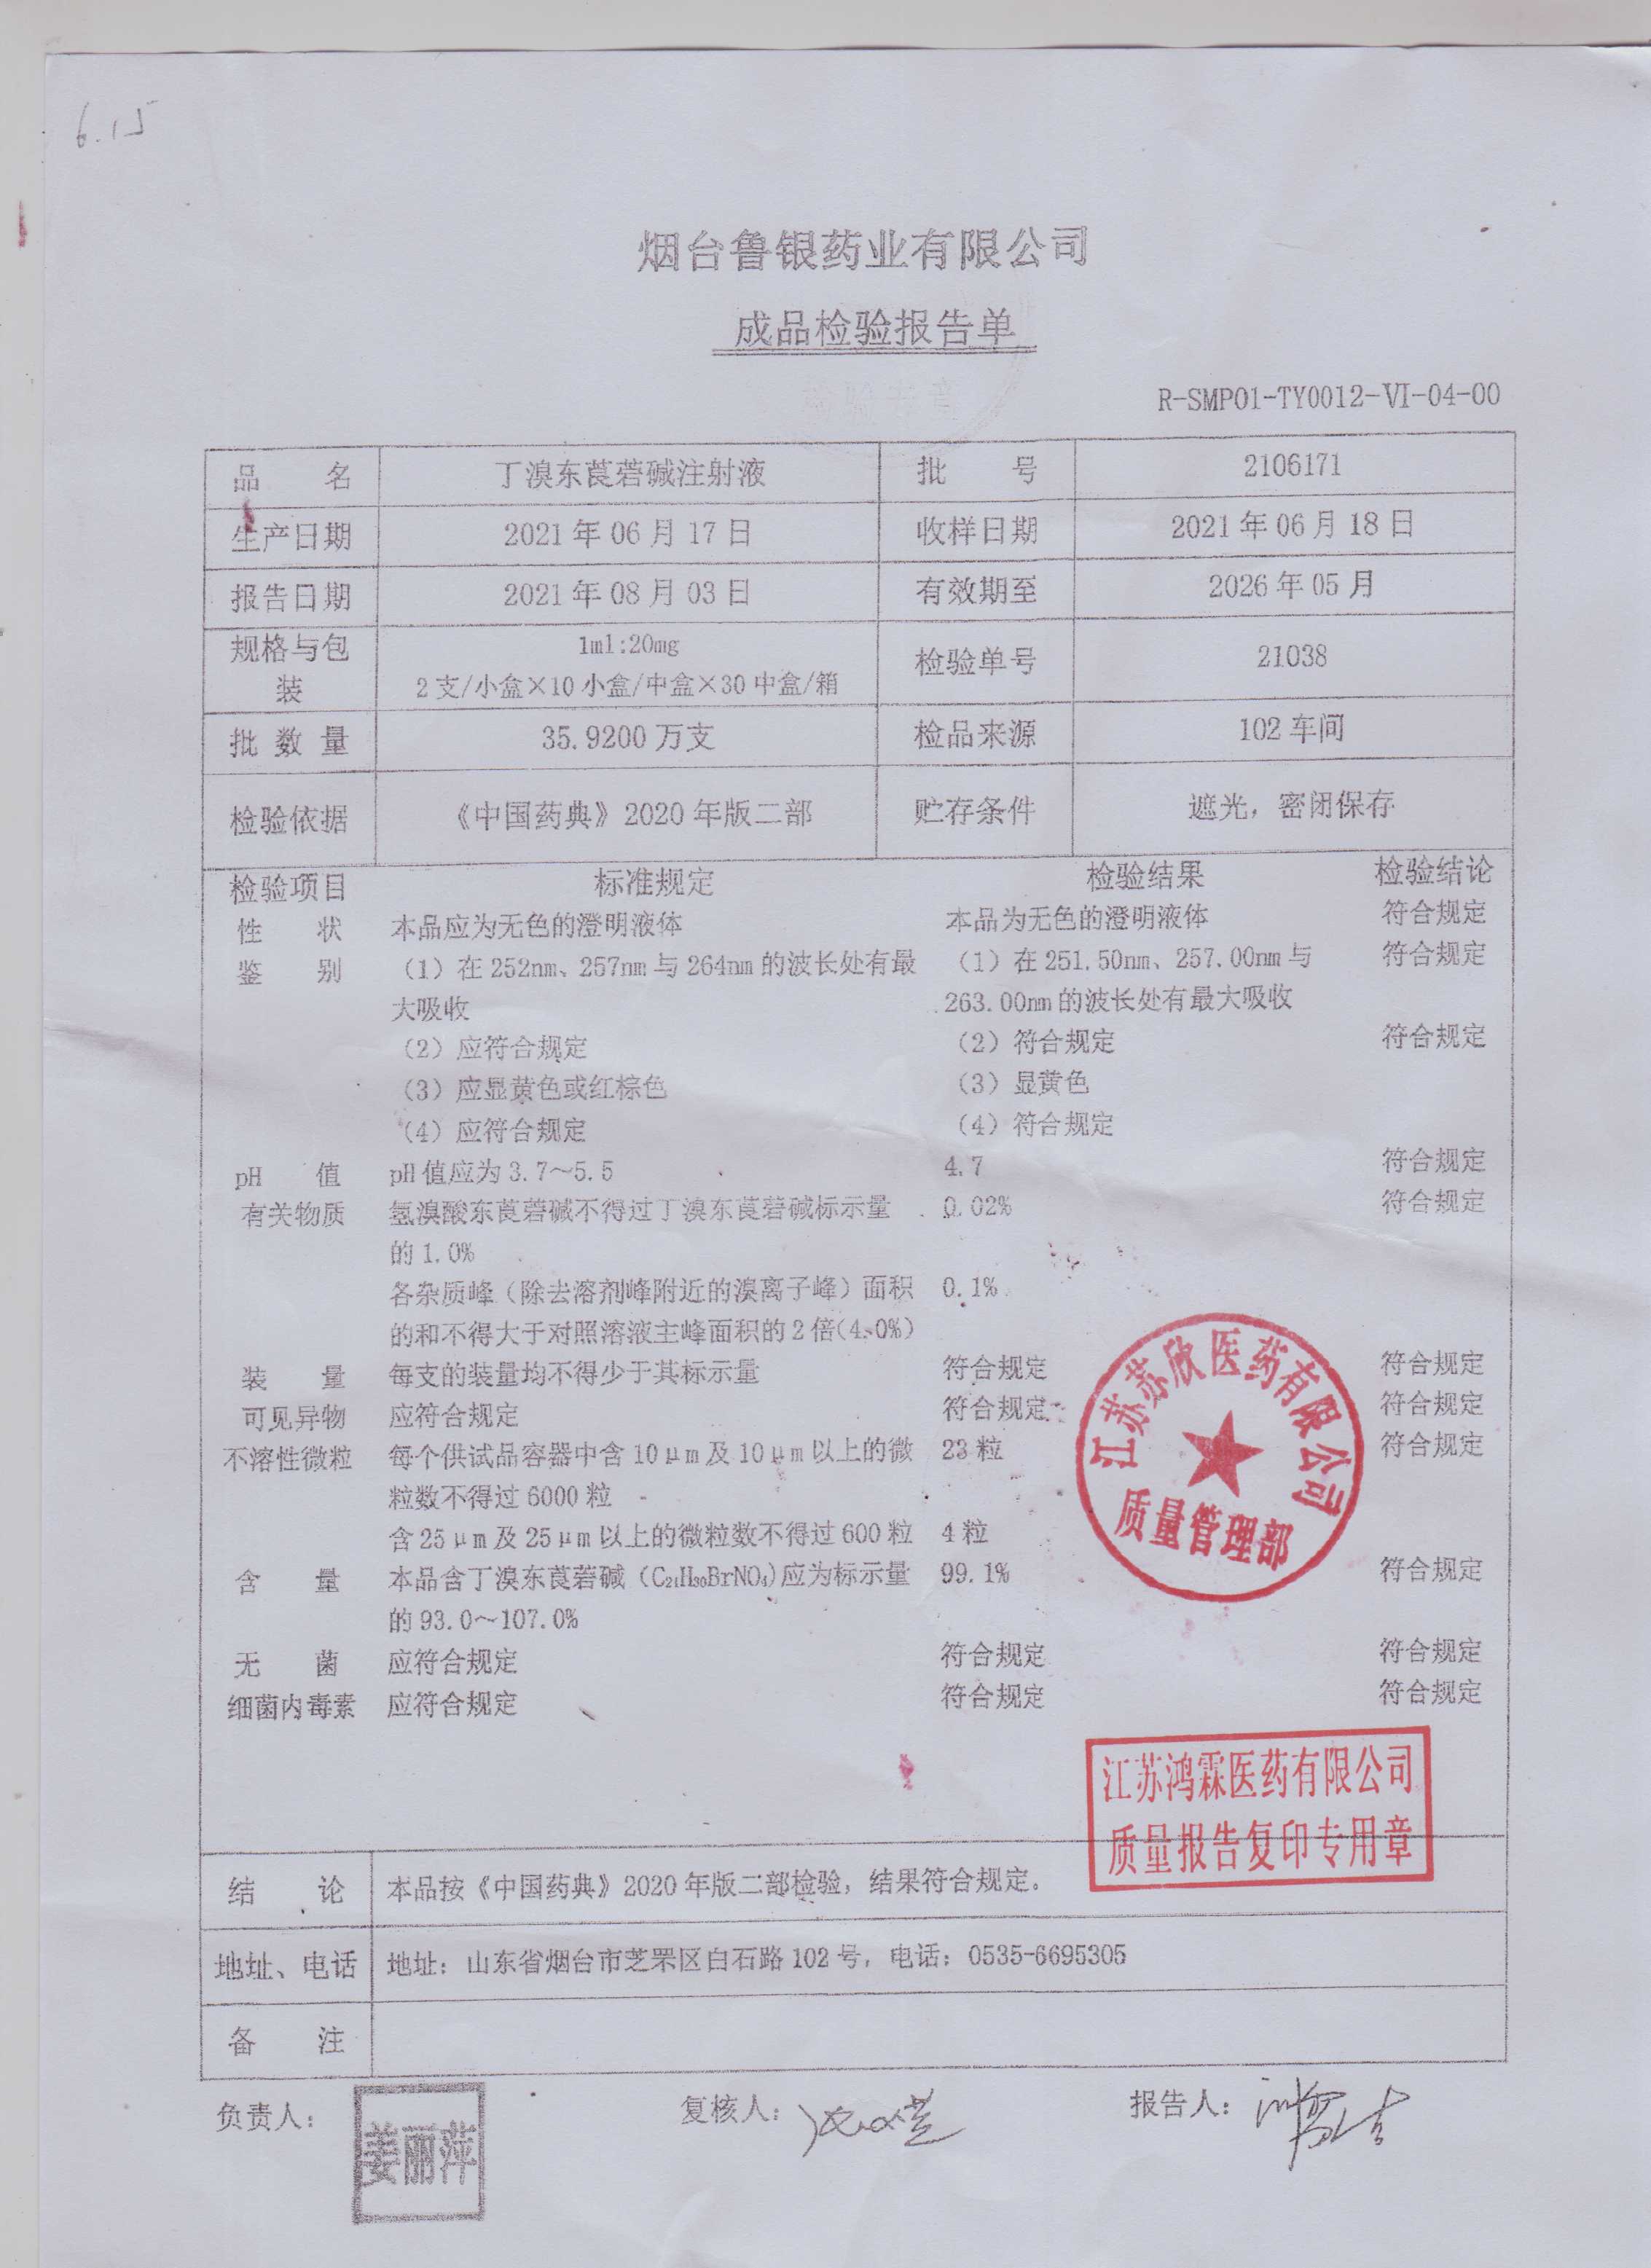 6.15
烟台鲁银药业有限公司
成品检验报告单
检验专章
R-SMP01-TY0012-VI-04-00
品 名 丁溴东莨菪碱注射液 批 号 2106171
生产日期 2021年06月17日 收样日期 2021年06月18日
报告日期 2021年08月03日 有效期至 2026年05月
规格与包装 1ml:20mg 检验单号 21038
2支/小盒×10小盒/中盒×30中盒/箱
批 数 量 35.9200万支 检品来源 102车间
检验依据 《中国药典》2020年版二部 贮存条件 遮光，密闭保存
检验项目 标准规定 检验结果 检验结论
性 状 本品应为无色的澄明液体 本品为无色的澄明液体 符合规定
鉴 别 （1）在252nm、257nm与264nm的波长处有最 （1）在251.50nm、257.00nm与 符合规定
大吸收 263.00nm的波长处有最大吸收
（2）应符合规定 （2）符合规定 符合规定
（3）应显黄色或红棕色 （3）显黄色
（4）应符合规定 （4）符合规定
pH 值 pH值应为3.7～5.5 4.7 符合规定
有关物质 氢溴酸东莨菪碱不得过丁溴东莨菪碱标示量 0.02% 符合规定
的1.0%
各杂质峰（除去溶剂峰附近的溴离子峰）面积 0.1%
的和不得大于对照溶液主峰面积的2倍(4.0%)
装 量 每支的装量均不得少于其标示量 符合规定 符合规定
可见异物 应符合规定 符合规定 符合规定
不溶性微粒 每个供试品容器中含10μm及10μm以上的微 23粒 符合规定
粒数不得过6000粒
含25μm及25μm以上的微粒数不得过600粒 4粒
含 量 本品含丁溴东莨菪碱（C₂₁H₃₀BrNO₄)应为标示量 99.1% 符合规定
的93.0～107.0%
无 菌 应符合规定 符合规定 符合规定
细菌内毒素 应符合规定 符合规定 符合规定
江苏苏欣医药有限公司
质量管理部
江苏鸿霖医药有限公司
质量报告复印专用章
结 论 本品按《中国药典》2020年版二部检验，结果符合规定。
地址、电话 地址：山东省烟台市芝罘区白石路102号，电话：0535-6695305
备 注
负责人： 姜丽萍 复核人： 报告人：